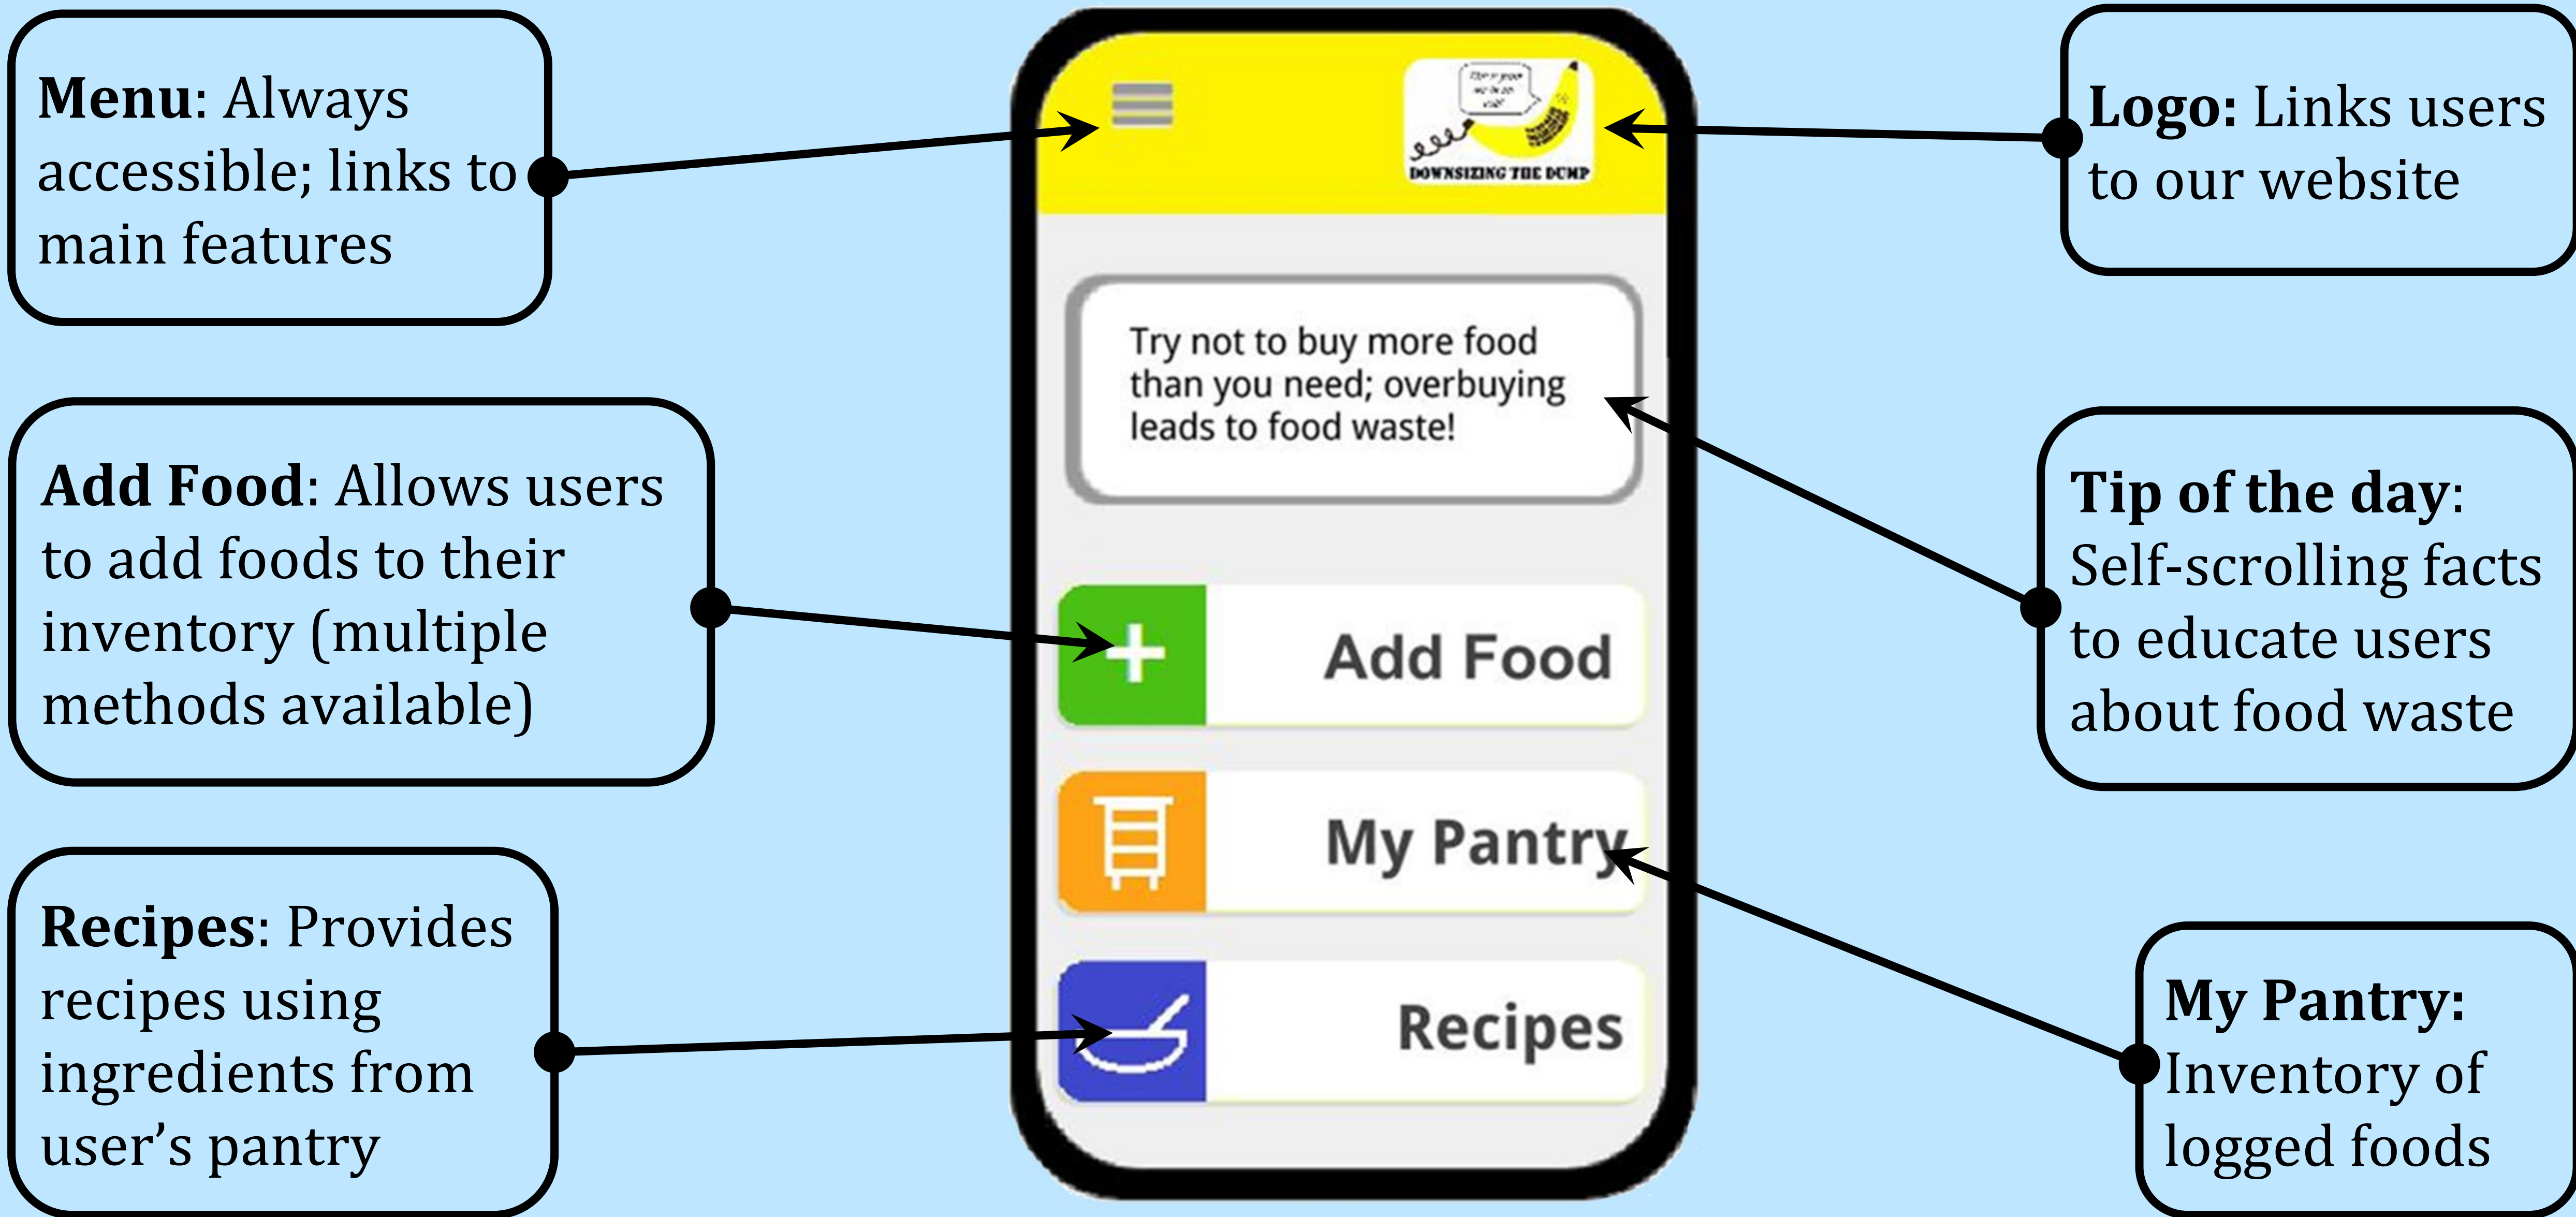 Menu: Always
accessible; links to
main features
Add Food: Allows users
to add foods to their
inventory (multiple
methods available)
Recipes: Provides
recipes using
ingredients from
user’s pantry
DOWNSIZING THE DUMP
Try not to buy more food
than you need; overbuying
leads to food waste!
Add Food
My Pantry
Recipes
Logo: Links users
to our website
Tip of the day:
Self-scrolling facts
to educate users
about food waste
My Pantry:
Inventory of
logged foods